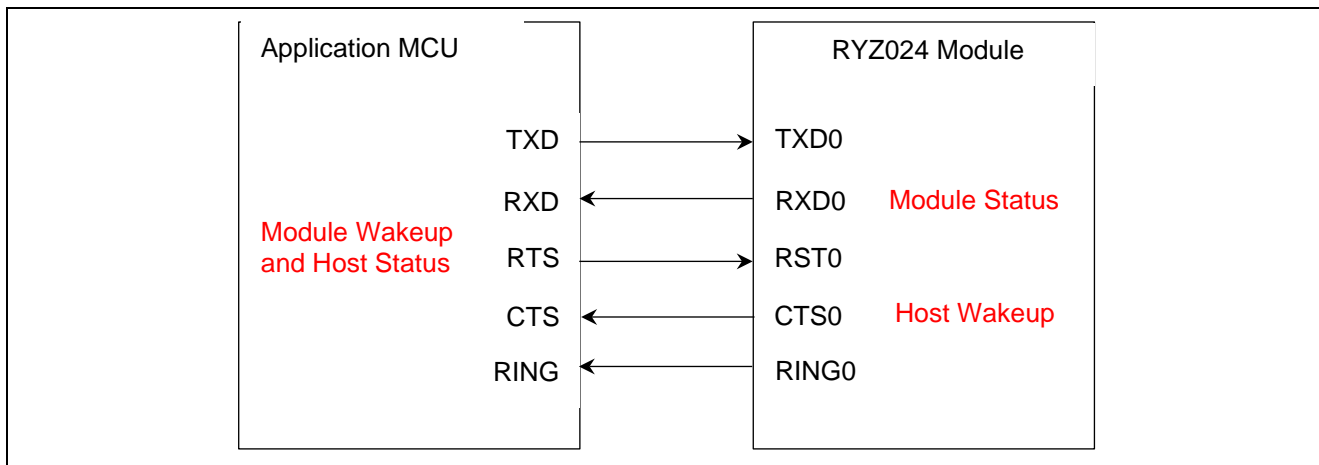 Application MCU
RYZ024 Module
TXD
TXD0
RXD
RXD0
Module Status
Module Wakeup
and Host Status
RTS
RST0
CTS
CTS0
Host Wakeup
RING
RING0